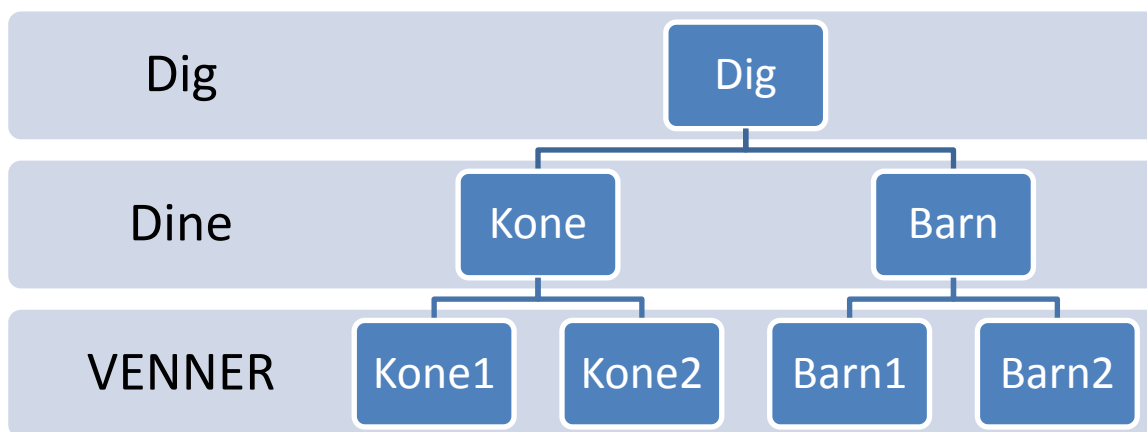 Dig
Dig
Dine
Kone
Barn
VENNER
Kone1
Kone2
Barn1
Barn2